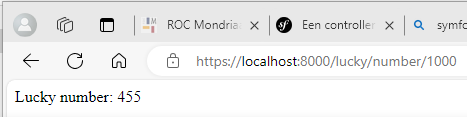 ROC Mondria
Een controller
symfo
https://localhost:8000/lucky/number/1000
Lucky number: 455